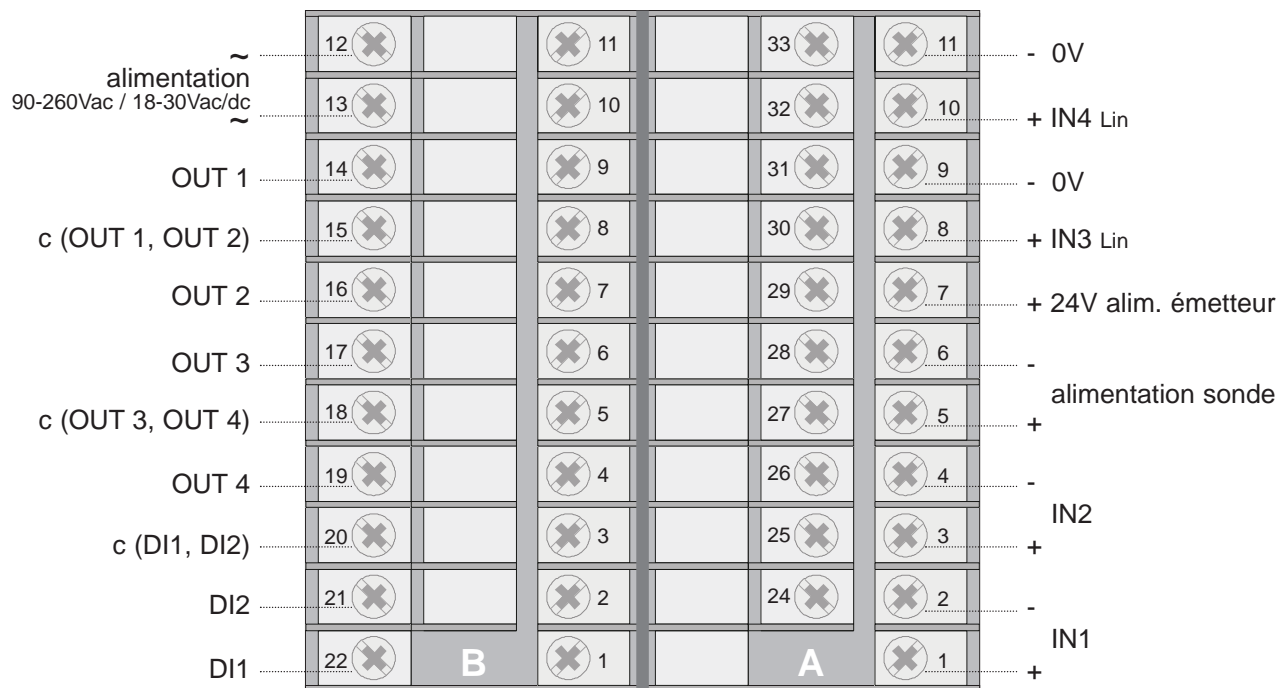 12 11 33 11 - 0V
~
alimentation
90-260Vac / 18-30Vac/dc
~
13 10 32 10 + IN4 Lin
OUT 1 14 9 31 9 - 0V
c (OUT 1, OUT 2) 15 8 30 8 + IN3 Lin
OUT 2 16 7 29 7 + 24V alim. émetteur
OUT 3 17 6 28 6 -
alimentation sonde
c (OUT 3, OUT 4) 18 5 27 5 +
OUT 4 19 4 26 4 -
IN2
c (DI1, DI2) 20 3 25 3 +
DI2 21 2 24 2 -
IN1
DI1 22 B 1 A 1 +